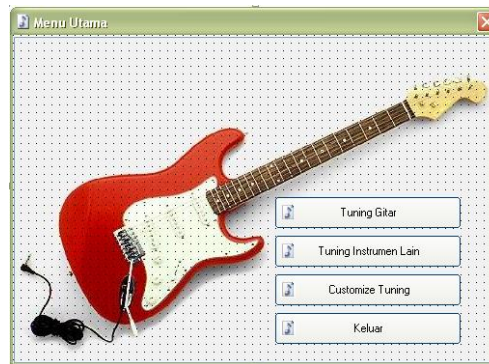 Menu Utama
Tuning Gitar
Tuning Instrumen Lain
Customize Tuning
Keluar